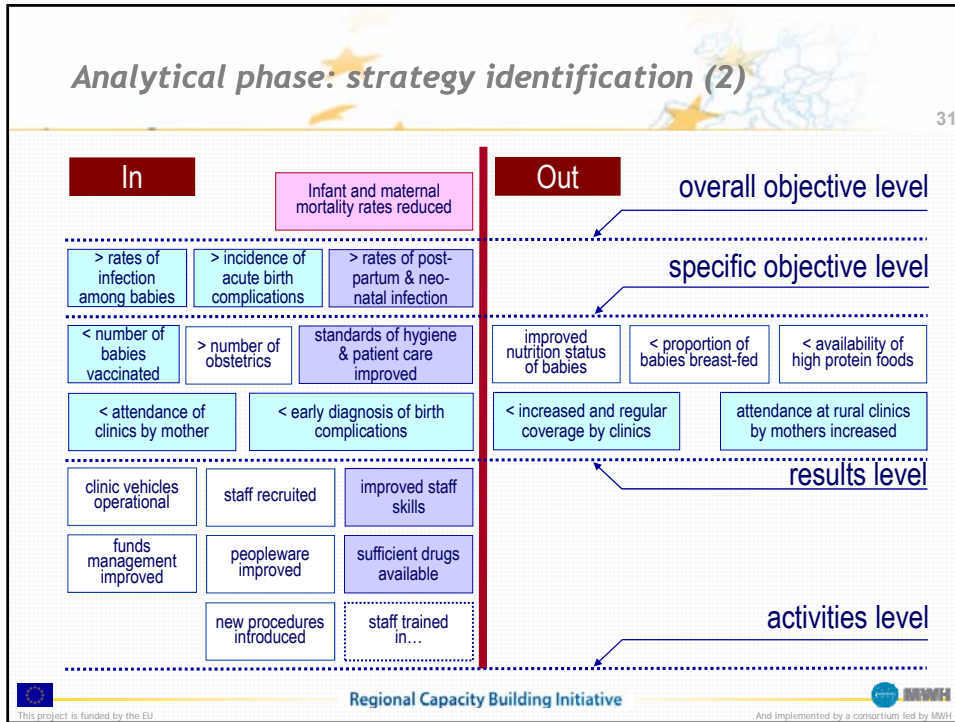 Analytical phase: strategy identification (2)
31
In
Out
Infant and maternal
mortality rates reduced
overall objective level
> rates of
infection
among babies
> incidence of
acute birth
complications
> rates of post-
partum & neo-
natal infection
specific objective level
< number of
babies
vaccinated
> number of
obstetrics
standards of hygiene
& patient care
improved
improved
nutrition status
of babies
< proportion of
babies breast-fed
< availability of
high protein foods
< attendance of
clinics by mother
< early diagnosis of birth
complications
< increased and regular
coverage by clinics
attendance at rural clinics
by mothers increased
results level
clinic vehicles
operational
staff recruited
improved staff
skills
funds
management
improved
peopleware
improved
sufficient drugs
available
new procedures
introduced
staff trained
in…
activities level
Regional Capacity Building Initiative
MWH
This project is funded by the EU
And implemented by a consortium led by MWH